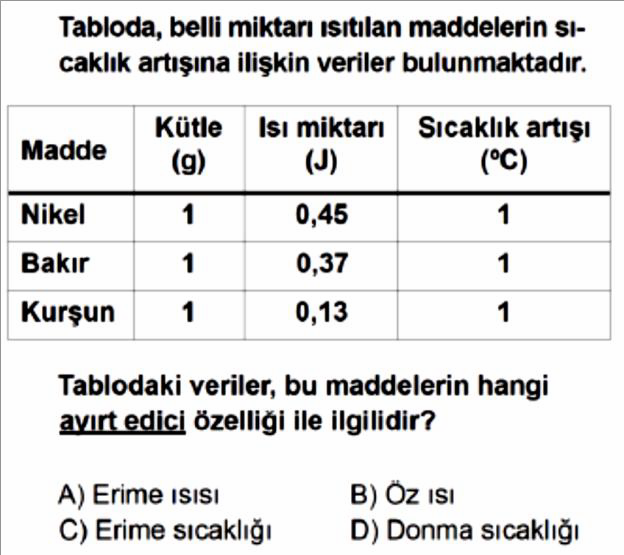 Tabloda, belli miktarı ısıtılan maddelerin sı-
caklık artışına ilişkin veriler bulunmaktadır.
Madde Kütle (g) Isı miktarı (J) Sıcaklık artışı (ºC)
Nikel 1 0,45 1
Bakır 1 0,37 1
Kurşun 1 0,13 1
Tablodaki veriler, bu maddelerin hangi
ayırt edici özelliği ile ilgilidir?
A) Erime ısısı B) Öz ısı
C) Erime sıcaklığı D) Donma sıcaklığı